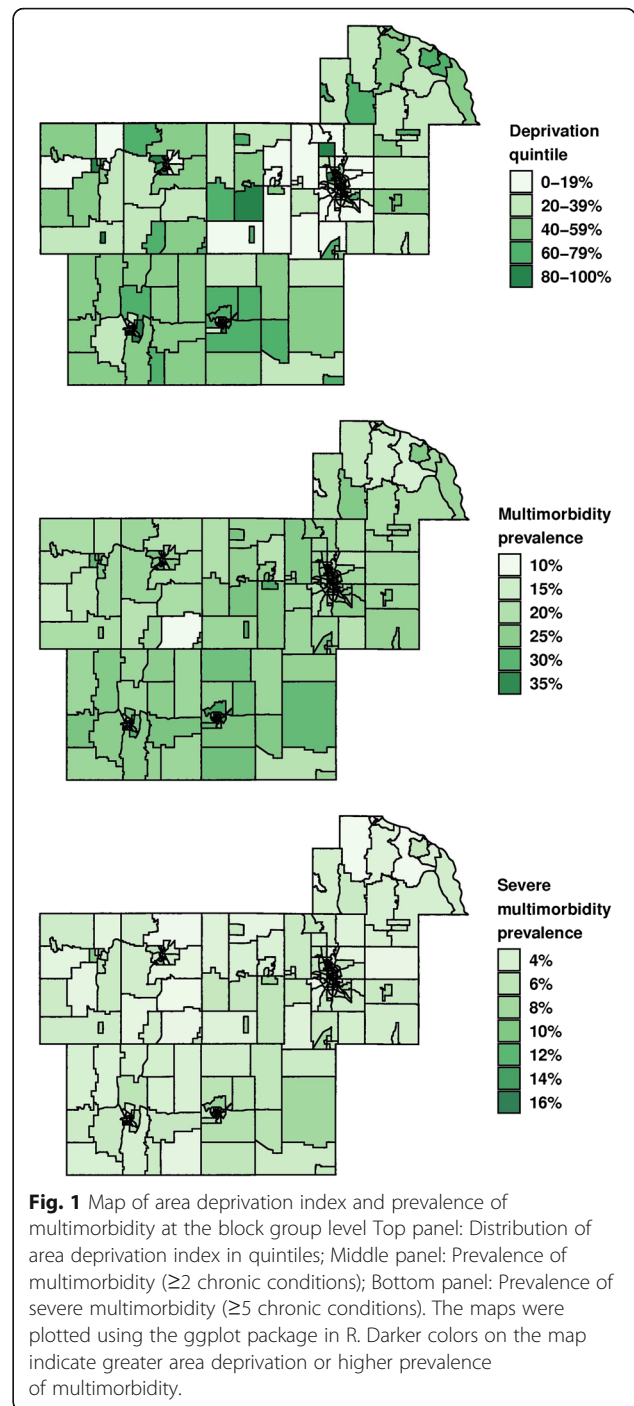 Deprivation
quintile
0–19%
20–39%
40–59%
60–79%
80–100%
Multimorbidity
prevalence
10%
15%
20%
25%
30%
35%
Severe
multimorbidity
prevalence
4%
6%
8%
10%
12%
14%
16%
Fig. 1 Map of area deprivation index and prevalence of
multimorbidity at the block group level Top panel: Distribution of
area deprivation index in quintiles; Middle panel: Prevalence of
multimorbidity (≥2 chronic conditions); Bottom panel: Prevalence of
severe multimorbidity (≥5 chronic conditions). The maps were
plotted using the ggplot package in R. Darker colors on the map
indicate greater area deprivation or higher prevalence
of multimorbidity.